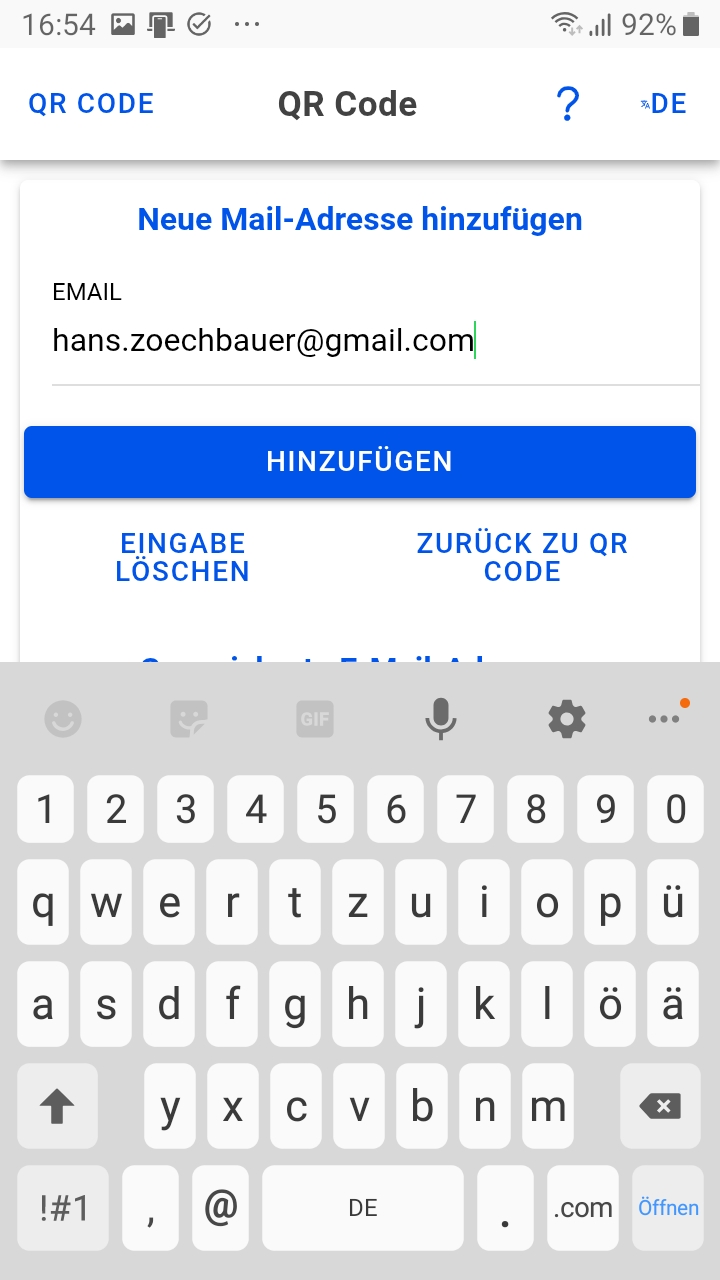 16:54 92%
QR CODE QR Code ? DE
Neue Mail-Adresse hinzufügen
EMAIL
hans.zoechbauer@gmail.com
HINZUFÜGEN
EINGABE LÖSCHEN
ZURÜCK ZU QR CODE
GIF
1 2 3 4 5 6 7 8 9 0
q w e r t z u i o p ü
a s d f g h j k l ö ä
y x c v b n m
!#1 , @ DE . .com Öffnen